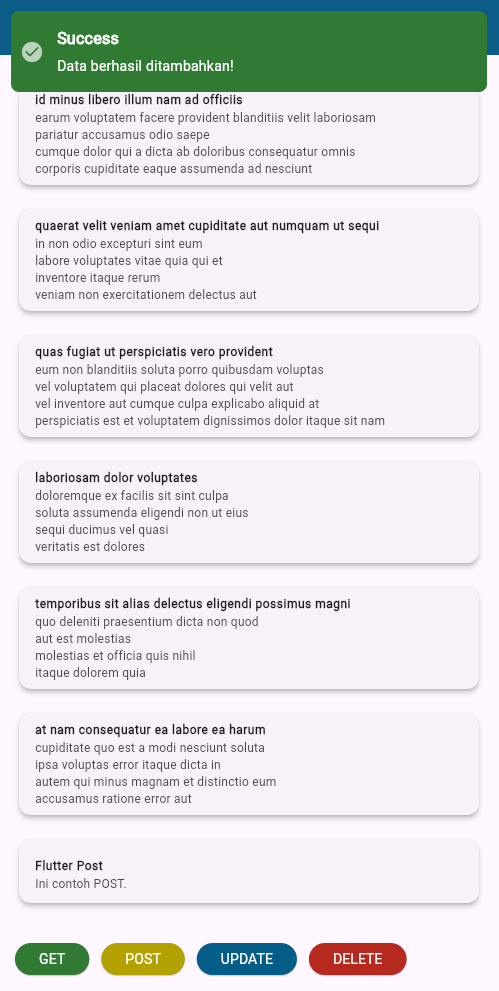 Success
Data berhasil ditambahkan!
id minus libero illum nam ad officiis
earum voluptatem facere provident blanditiis velit laboriosam
pariatur accusamus odio saepe
cumque dolor qui a dicta ab doloribus consequatur omnis
corporis cupiditate eaque assumenda ad nesciunt
quaerat velit veniam amet cupiditate aut numquam ut sequi
in non odio excepturi sint eum
labore voluptates vitae quia qui et
inventore itaque rerum
veniam non exercitationem delectus aut
quas fugiat ut perspiciatis vero provident
eum non blanditiis soluta porro quibusdam voluptas
vel voluptatem qui placeat dolores qui velit aut
vel inventore aut cumque culpa explicabo aliquid at
perspiciatis est et voluptatem dignissimos dolor itaque sit nam
laboriosam dolor voluptates
doloremque ex facilis sit sint culpa
soluta assumenda eligendi non ut eius
sequi ducimus vel quasi
veritatis est dolores
temporibus sit alias delectus eligendi possimus magni
quo deleniti praesentium dicta non quod
aut est molestias
molestias et officia quis nihil
itaque dolorem quia
at nam consequatur ea labore ea harum
cupiditate quo est a modi nesciunt soluta
ipsa voluptas error itaque dicta in
autem qui minus magnam et distinctio eum
accusamus ratione error aut
Flutter Post
Ini contoh POST.
GET POST UPDATE DELETE